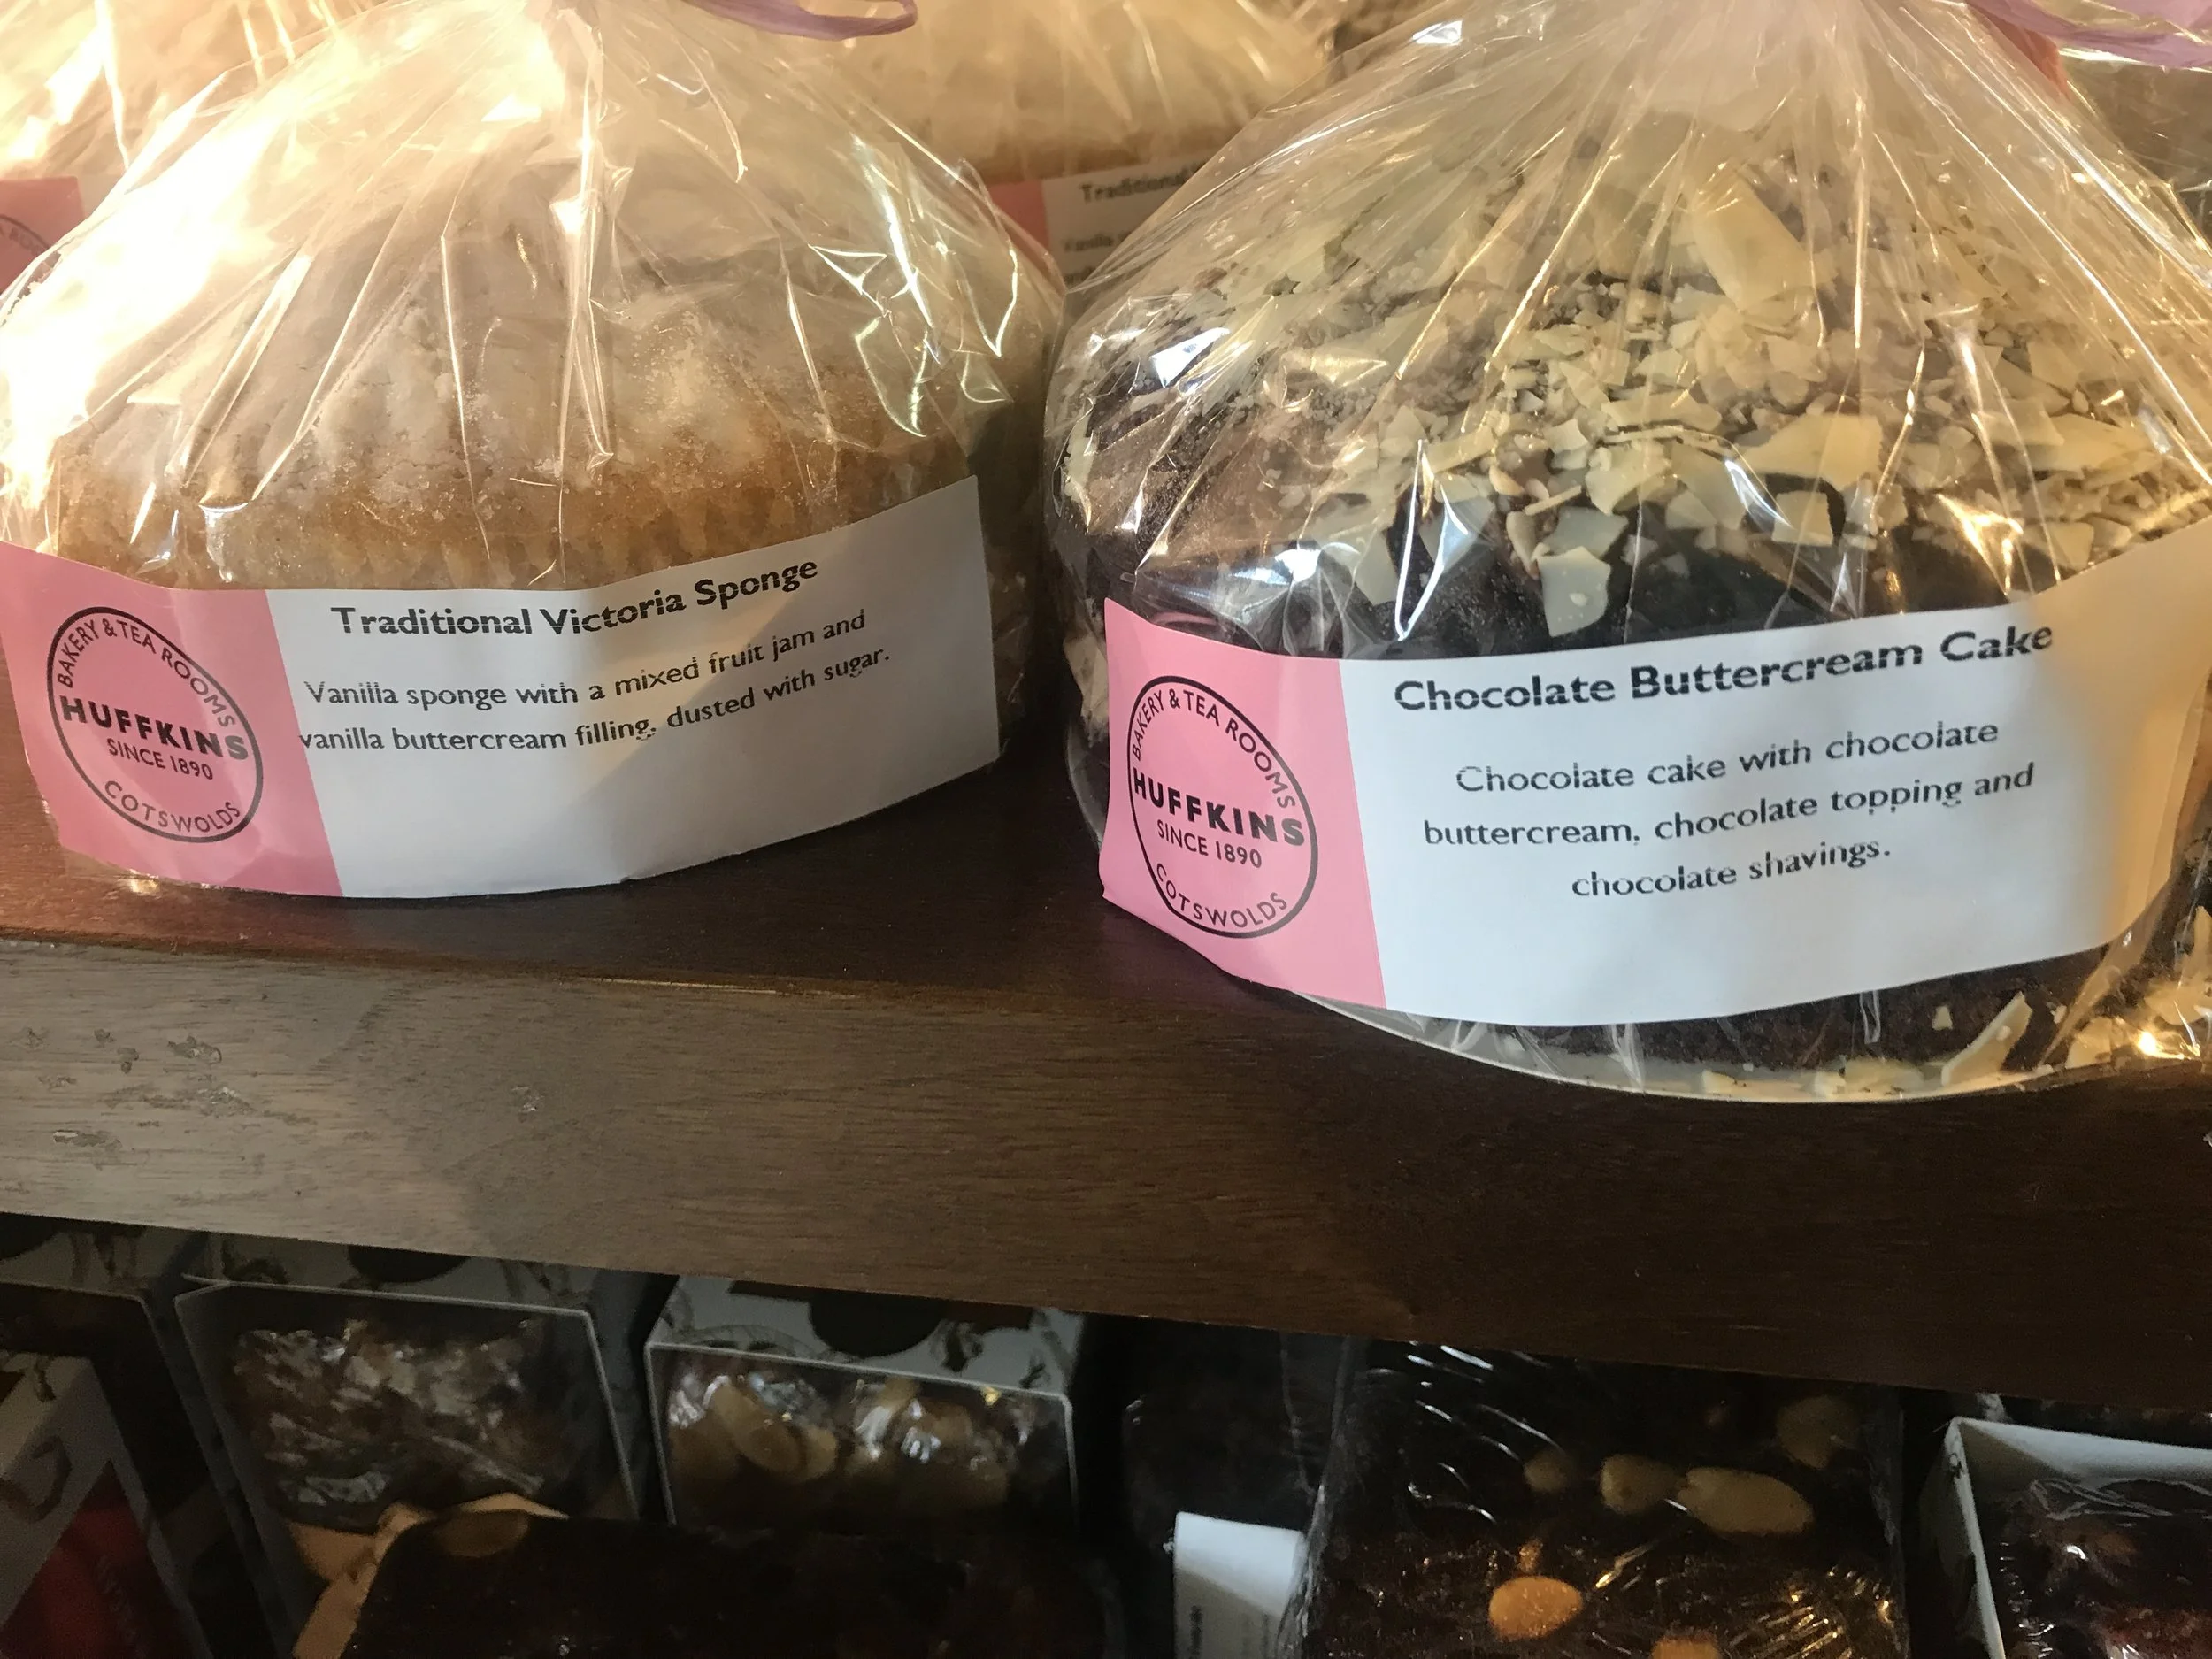 Traditional
Vanilla
Traditional Victoria Sponge
Vanilla sponge with a mixed fruit jam and
vanilla buttercream filling, dusted with sugar.
BAKERY & TEA ROOMS
HUFFKINS
SINCE 1890
COTSWOLDS
Chocolate Buttercream Cake
Chocolate cake with chocolate
buttercream, chocolate topping and
chocolate shavings.
BAKERY & TEA ROOMS
HUFFKINS
SINCE 1890
COTSWOLDS